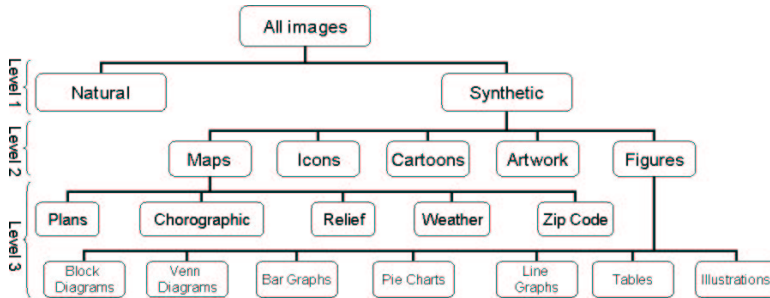 All images
Level 1
Natural
Synthetic
Level 2
Maps
Icons
Cartoons
Artwork
Figures
Level 3
Plans
Chorographic
Relief
Weather
Zip Code
Block
Diagrams
Venn
Diagrams
Bar Graphs
Pie Charts
Line
Graphs
Tables
Illustrations